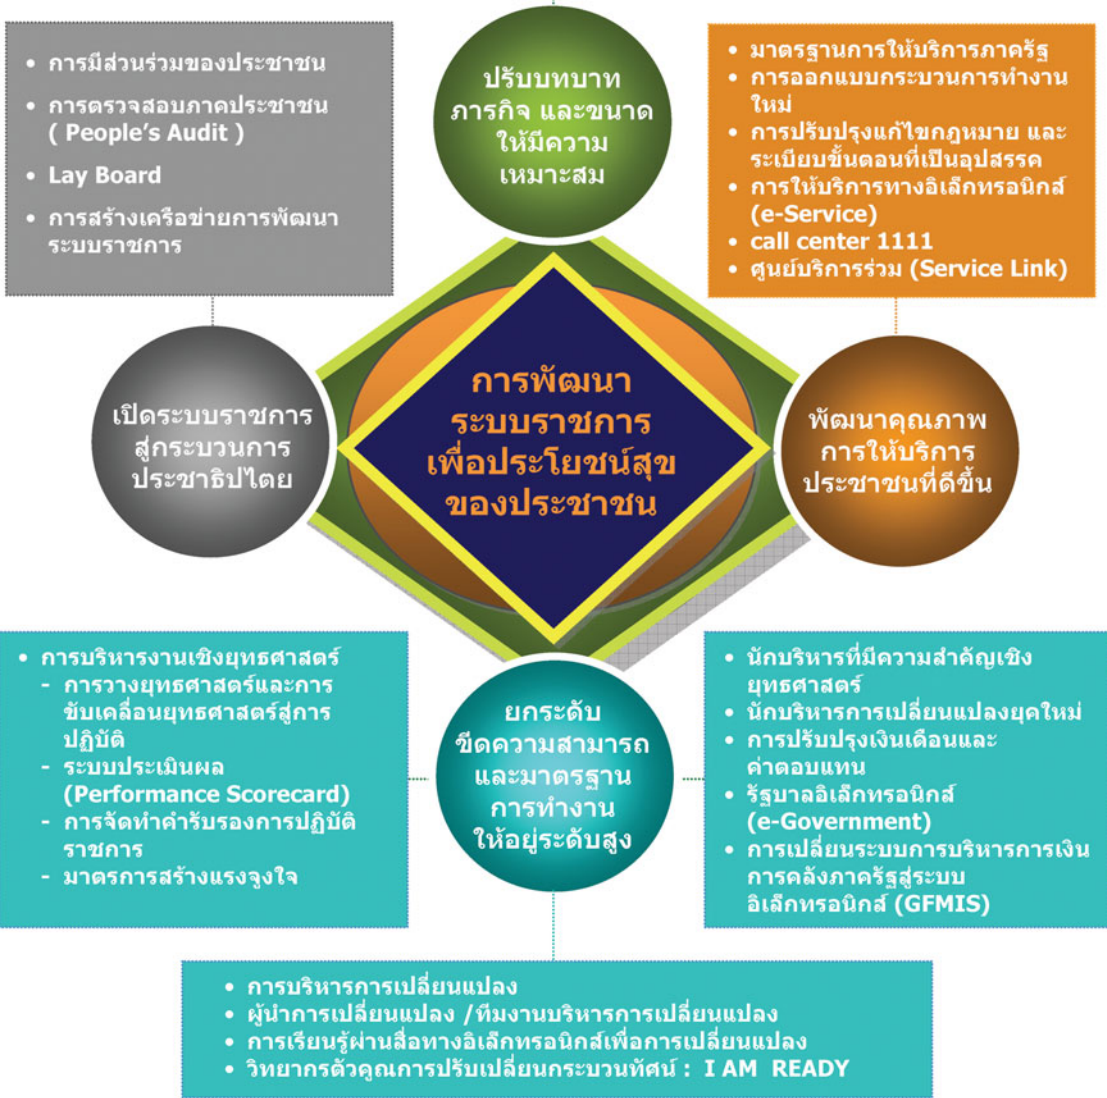 ปรับบทบาท
ภารกิจ และขนาด
ให้มีความ
เหมาะสม
• การมีส่วนร่วมของประชาชน
• การตรวจสอบภาคประชาชน
( People's Audit )
• Lay Board
• การสร้างเครือข่ายการพัฒนา
ระบบราชการ
• มาตรฐานการให้บริการภาครัฐ
• การออกแบบกระบวนการทำงาน
ใหม่
• การปรับปรุงแก้ไขกฎหมาย และ
ระเบียบขั้นตอนที่เป็นอุปสรรค
• การให้บริการทางอิเล็กทรอนิกส์
(e-Service)
• call center 1111
• ศูนย์บริการร่วม (Service Link)
เปิดระบบราชการ
สู่กระบวนการ
ประชาธิปไตย
การพัฒนา
ระบบราชการ
เพื่อประโยชน์สุข
ของประชาชน
พัฒนาคุณภาพ
การให้บริการ
ประชาชนที่ดีขึ้น
• การบริหารงานเชิงยุทธศาสตร์
- การวางยุทธศาสตร์และการ
ขับเคลื่อนยุทธศาสตร์สู่การ
ปฏิบัติ
- ระบบประเมินผล
(Performance Scorecard)
- การจัดทำคำรับรองการปฏิบัติ
ราชการ
- มาตรการสร้างแรงจูงใจ
ยกระดับ
ขีดความสามารถ
และมาตรฐาน
การทำงาน
ให้อยู่ระดับสูง
• นักบริหารที่มีความสำคัญเชิง
ยุทธศาสตร์
• นักบริหารการเปลี่ยนแปลงยุคใหม่
• การปรับปรุงเงินเดือนและ
ค่าตอบแทน
• รัฐบาลอิเล็กทรอนิกส์
(e-Government)
• การเปลี่ยนระบบการบริหารการเงิน
การคลังภาครัฐสู่ระบบ
อิเล็กทรอนิกส์ (GFMIS)
• การบริหารการเปลี่ยนแปลง
• ผู้นำการเปลี่ยนแปลง /ทีมงานบริหารการเปลี่ยนแปลง
• การเรียนรู้ผ่านสื่อทางอิเล็กทรอนิกส์เพื่อการเปลี่ยนแปลง
• วิทยากรตัวคูณการปรับเปลี่ยนกระบวนทัศน์ : I AM READY